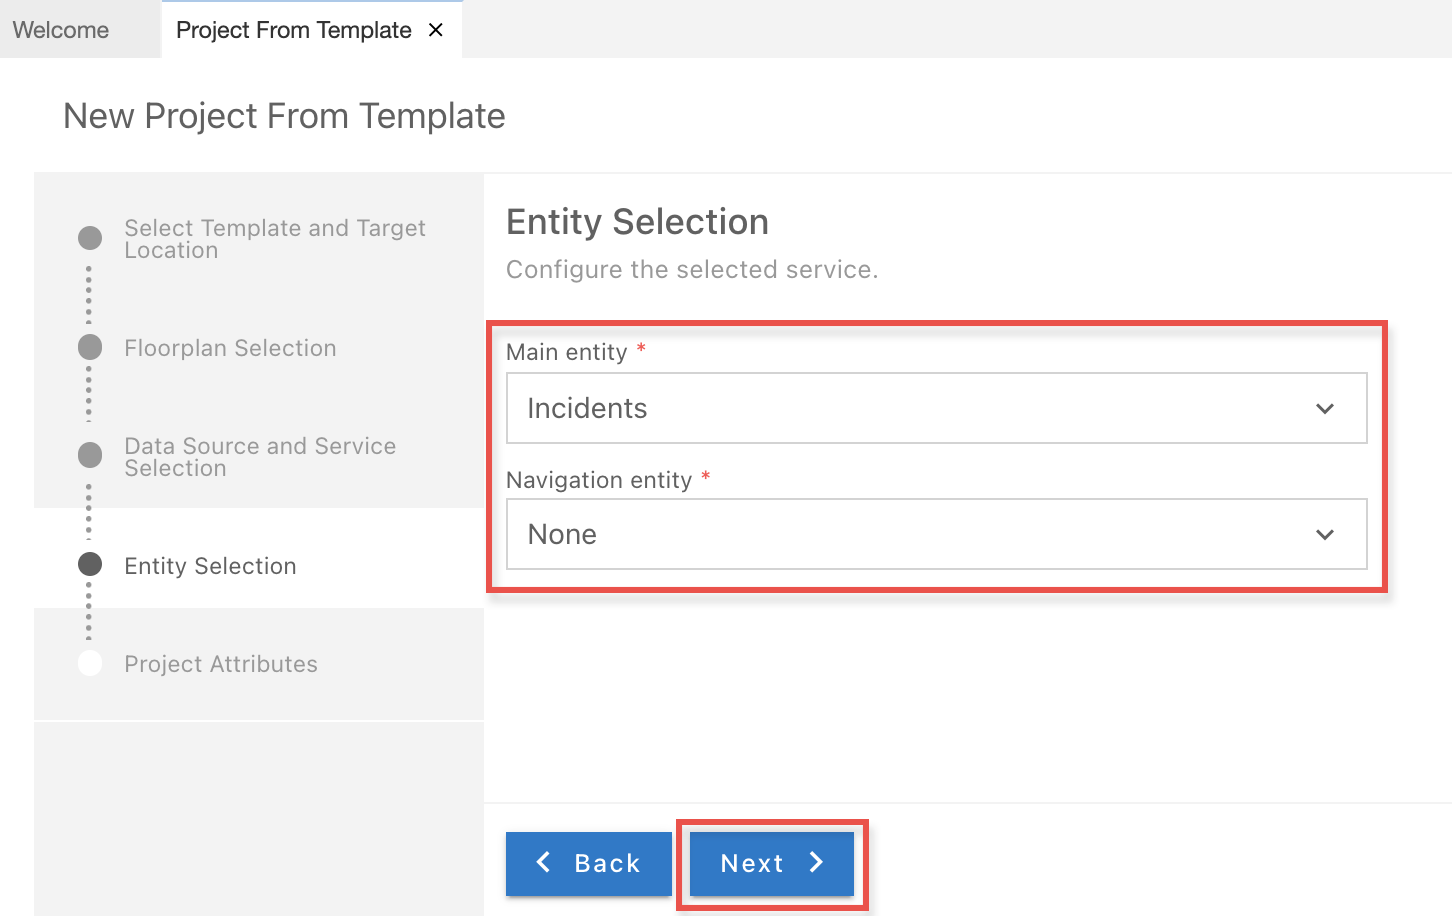 Welcome
Project From Template
New Project From Template
Select Template and Target
Location
Floorplan Selection
Data Source and Service
Selection
Entity Selection
Project Attributes
Entity Selection
Configure the selected service.
Main entity *
Incidents
Navigation entity *
None
Back
Next